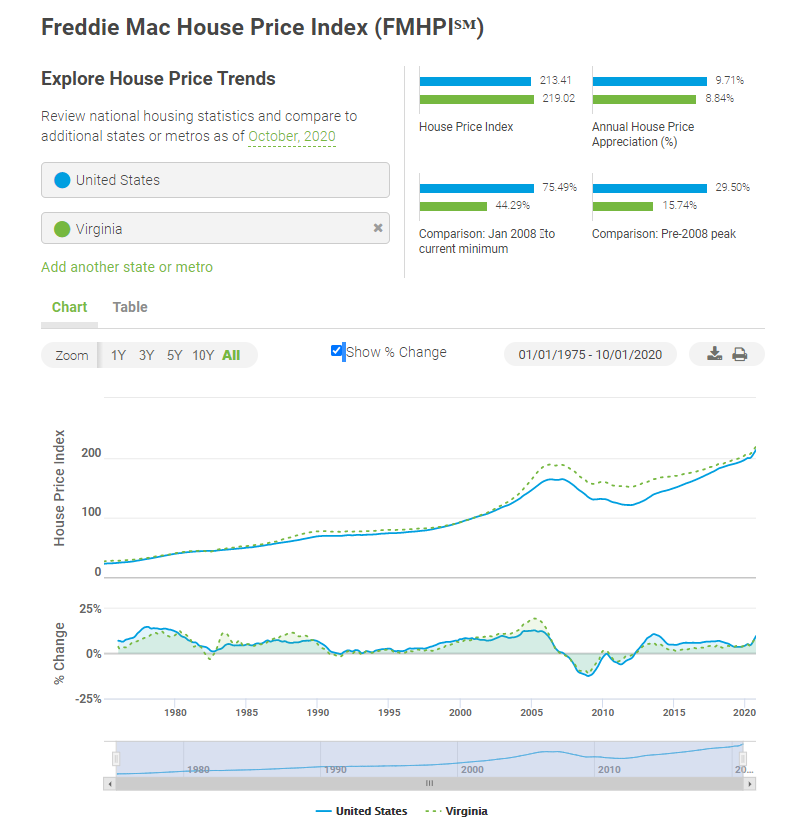 Freddie Mac House Price Index (FMHPI℠)
Explore House Price Trends
Review national housing statistics and compare to
additional states or metros as of October, 2020
United States
Virginia ✖
Add another state or metro
213.41
219.02
House Price Index
9.71%
8.84%
Annual House Price
Appreciation (%)
75.49%
44.29%
Comparison: Jan 2008 to
current minimum
29.50%
15.74%
Comparison: Pre-2008 peak
Chart Table
Zoom 1Y 3Y 5Y 10Y All
Show % Change
01/01/1975 - 10/01/2020
House Price Index
200
100
0
% Change
25%
0%
-25%
1980 1985 1990 1995 2000 2005 2010 2015 2020
1980 1990 2000 2010 20...
United States Virginia